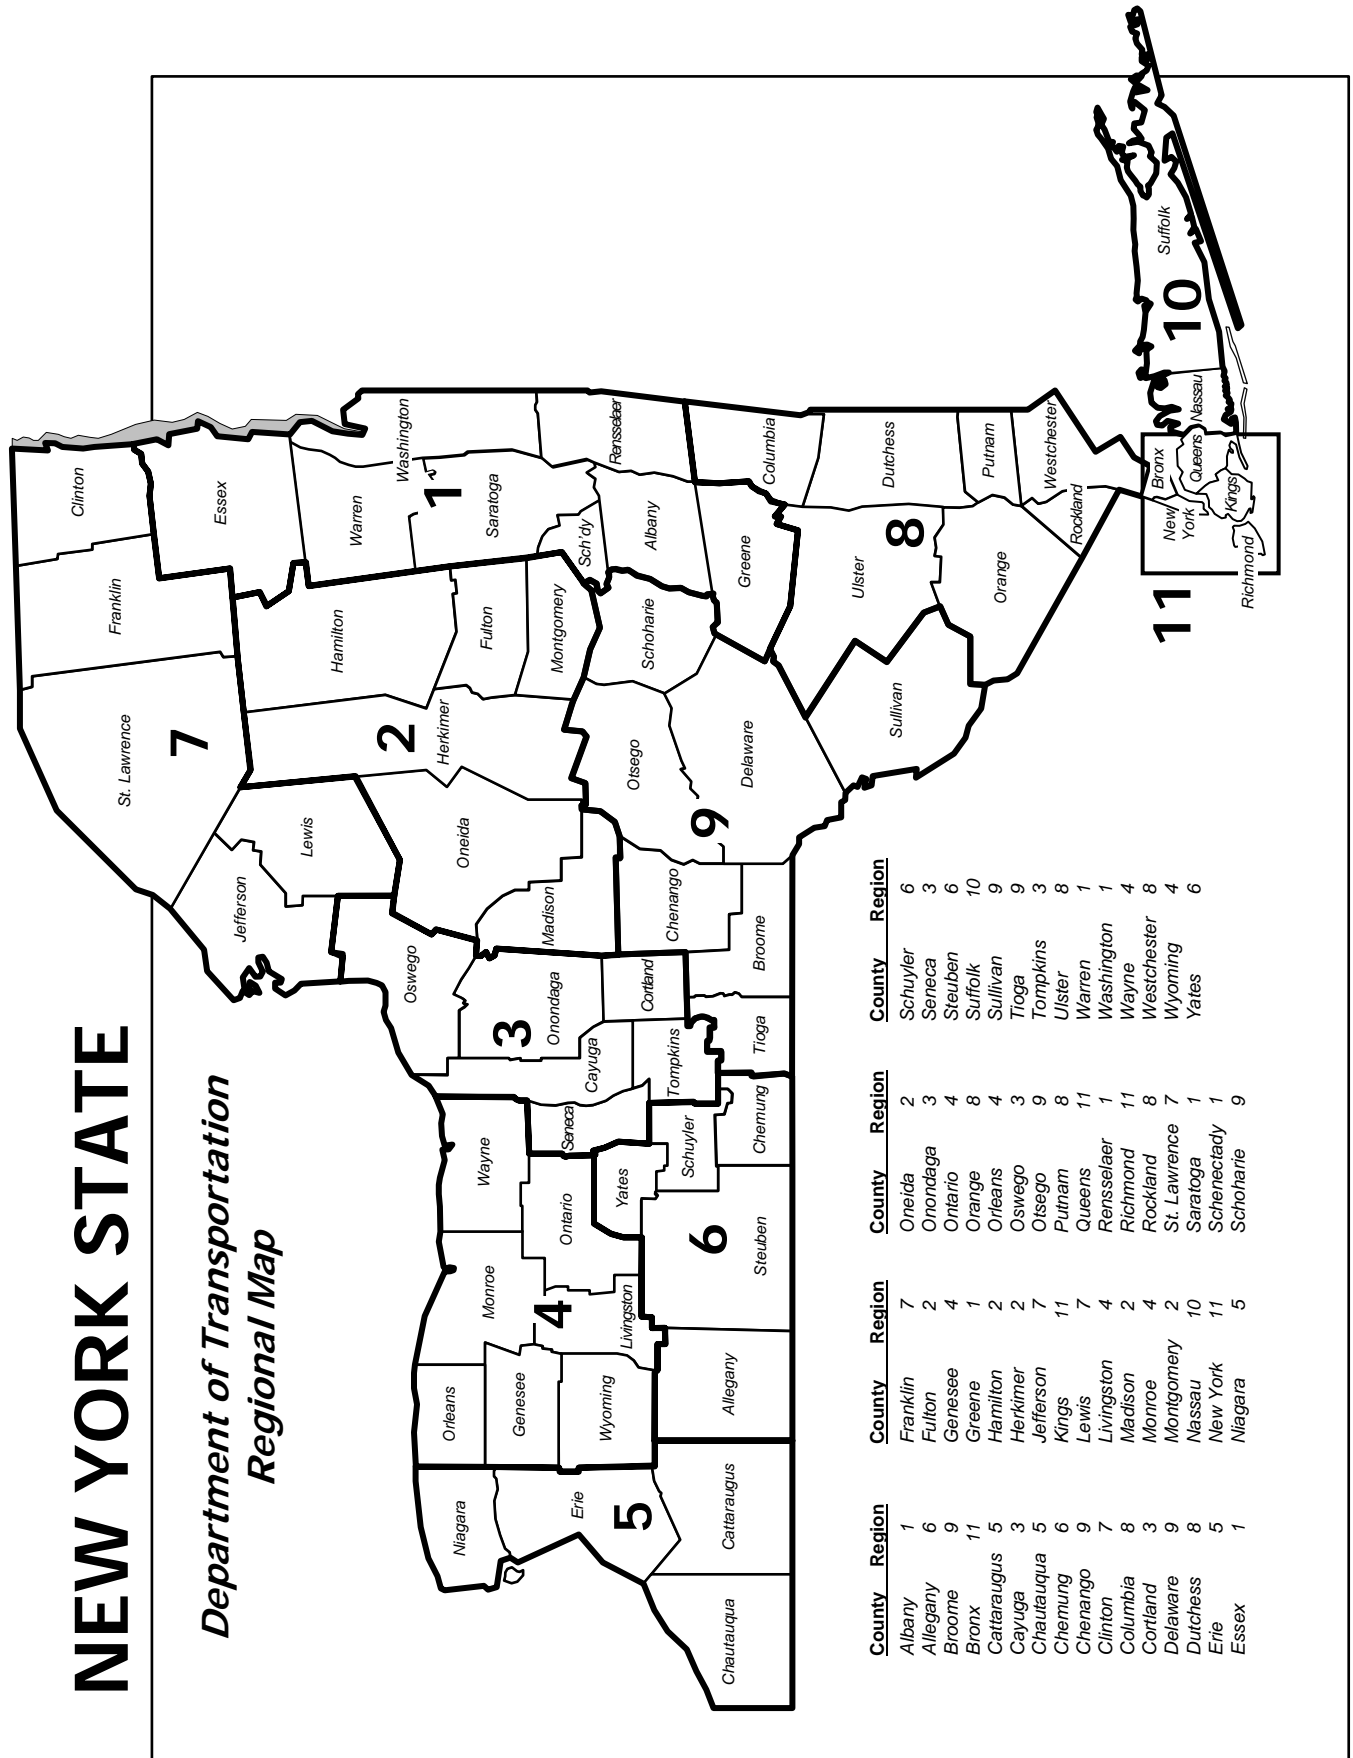 NEW YORK STATE
Department of Transportation
Regional Map
Clinton
Franklin
St. Lawrence
7
Essex
Jefferson
Lewis
Hamilton
Warren
Washington
2
Herkimer
1
Saratoga
Fulton
Montgomery
Sch'dy
Rensselaer
Albany
Oswego
Oneida
Madison
3
Onondaga
Cayuga
Cortland
Tompkins
Wayne
Seneca
Monroe
Ontario
Yates
4
Livingston
Orleans
Genesee
Wyoming
Niagara
Erie
5
Chautauqua
Cattaraugus
Allegany
6
Steuben
Schuyler
Chemung
Tioga
Broome
Chenango
9
Otsego
Schoharie
Delaware
Greene
Columbia
Sullivan
Ulster
8
Dutchess
Putnam
Orange
Westchester
Rockland
11
New
York
Bronx
Queens
Kings
Richmond
Nassau
10
Suffolk
County Region
Albany 1
Allegany 6
Broome 9
Bronx 11
Cattaraugus 5
Cayuga 3
Chautauqua 5
Chemung 6
Chenango 9
Clinton 7
Columbia 8
Cortland 3
Delaware 9
Dutchess 8
Erie 5
Essex 1
County Region
Franklin 7
Fulton 2
Genesee 4
Greene 1
Hamilton 2
Herkimer 2
Jefferson 7
Kings 11
Lewis 7
Livingston 4
Madison 2
Monroe 4
Montgomery 2
Nassau 10
New York 11
Niagara 5
County Region
Oneida 2
Onondaga 3
Ontario 4
Orange 8
Orleans 4
Oswego 3
Otsego 9
Putnam 8
Queens 11
Rensselaer 1
Richmond 11
Rockland 8
St. Lawrence 7
Saratoga 1
Schenectady 1
Schoharie 9
County Region
Schuyler 6
Seneca 3
Steuben 6
Suffolk 10
Sullivan 9
Tioga 9
Tompkins 3
Ulster 8
Warren 1
Washington 1
Wayne 4
Westchester 8
Wyoming 4
Yates 6